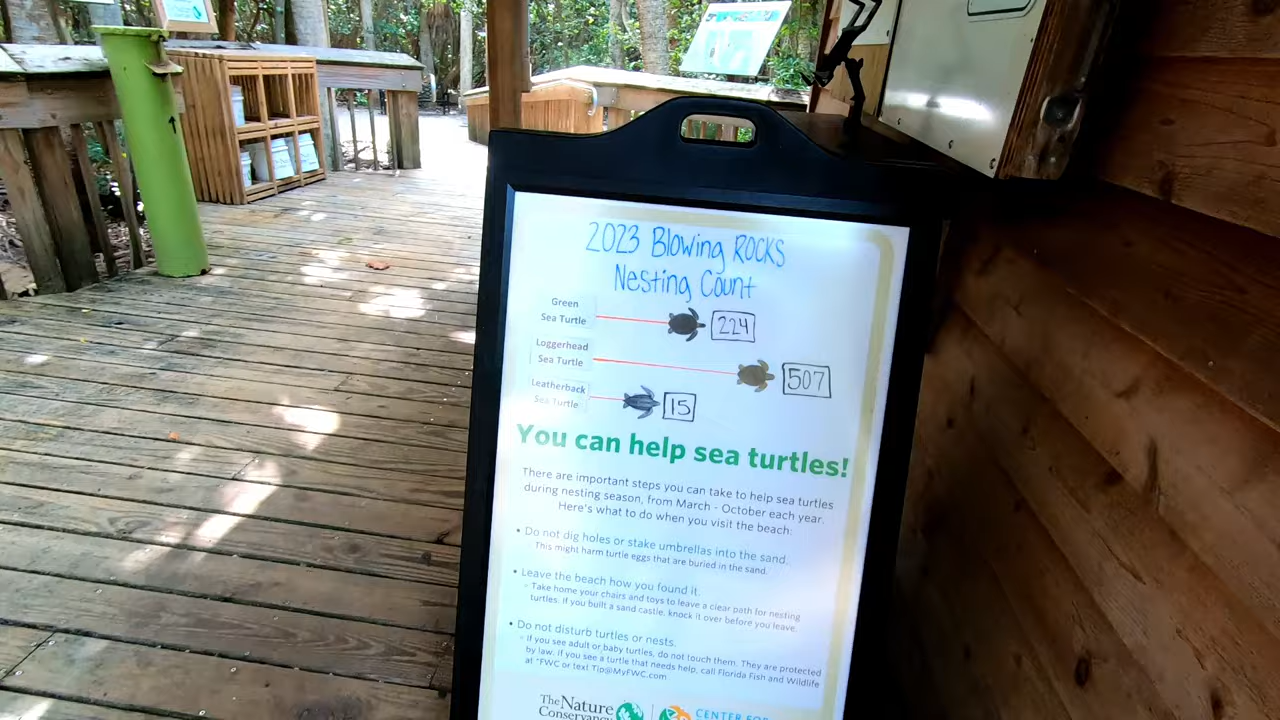 2023 Blowing ROCKS
Nesting Count
Green
Sea Turtle
224
Loggerhead
Sea Turtle
507
Leatherback
Sea Turtle
15
You can help sea turtles!
There are important steps you can take to help sea turtles
during nesting season, from March - October each year.
Here's what to do when you visit the beach:
• Do not dig holes or stake umbrellas into the sand.
This might harm turtle eggs that are buried in the sand.
• Leave the beach how you found it.
- Take home your chairs and toys to leave a clear path for nesting
turtles. If you built a sand castle, knock it over before you leave.
• Do not disturb turtles or nests.
- If you see adult or baby turtles, do not touch them. They are protected
by law. If you see a turtle that needs help, call Florida Fish and Wildlife
at *FWC or text Tip@MyFWC.com
The Nature
Conservancy
CENTER FOR